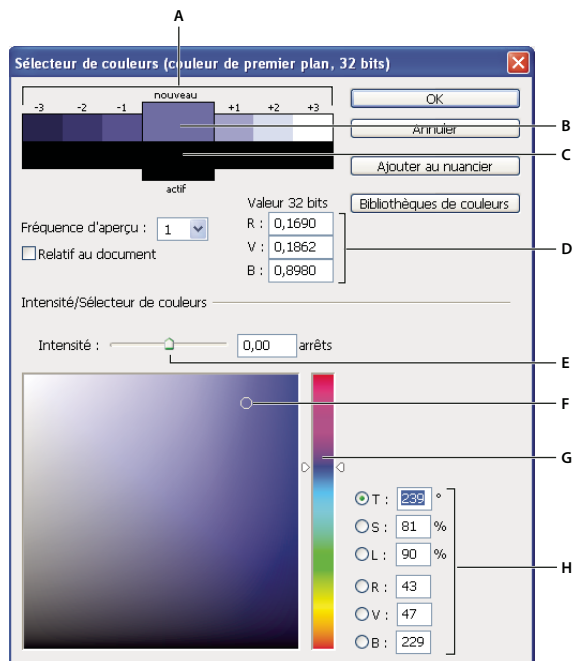 A
Sélecteur de couleurs (couleur de premier plan, 32 bits)
nouveau
-3 -2 -1 +1 +2 +3
OK
B
Annuler
C
Ajouter au nuancier
actif
Valeur 32 bits
Bibliothèques de couleurs
Fréquence d'aperçu : 1
R : 0,1690
Relatif au document
V : 0,1862
D
B : 0,8980
Intensité/Sélecteur de couleurs
Intensité : 0,00 arrêts
E
F
G
T : 239 °
S : 81 %
L : 90 %
H
R : 43
V : 47
B : 229